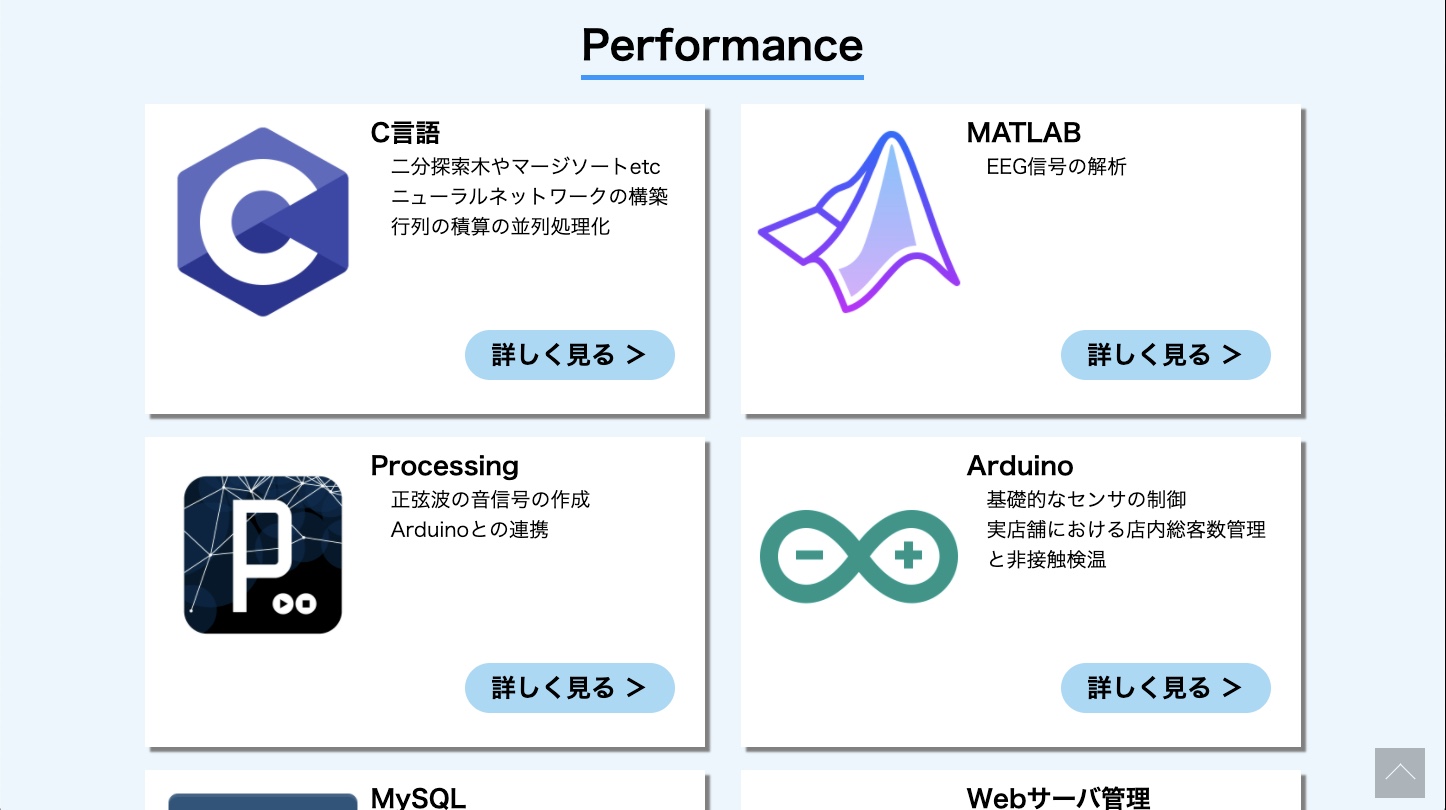 Performance
C言語
二分探索木やマージソートetc
ニューラルネットワークの構築
行列の積算の並列処理化
詳しく見る ＞
MATLAB
EEG信号の解析
詳しく見る ＞
Processing
正弦波の音信号の作成
Arduinoとの連携
詳しく見る ＞
Arduino
基礎的なセンサの制御
実店舗における店内総客数管理
と非接触検温
詳しく見る ＞
MySQL
Webサーバ管理